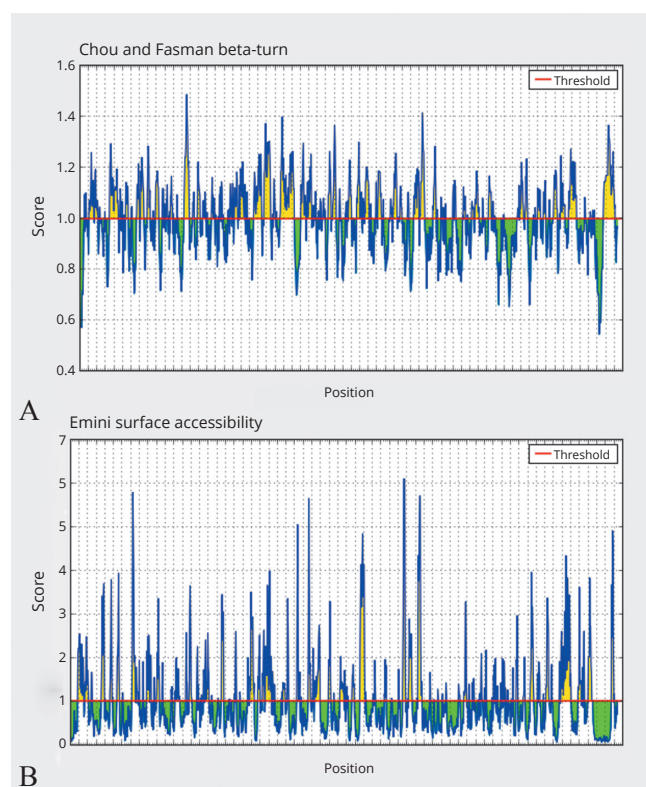 Chou and Fasman beta-turn
Threshold
1.6
1.4
1.2
1.0
0.8
0.6
0.4
Score
Position
A
Emini surface accessibility
Threshold
7
5
5
4
3
2
1
0
Score
Position
B